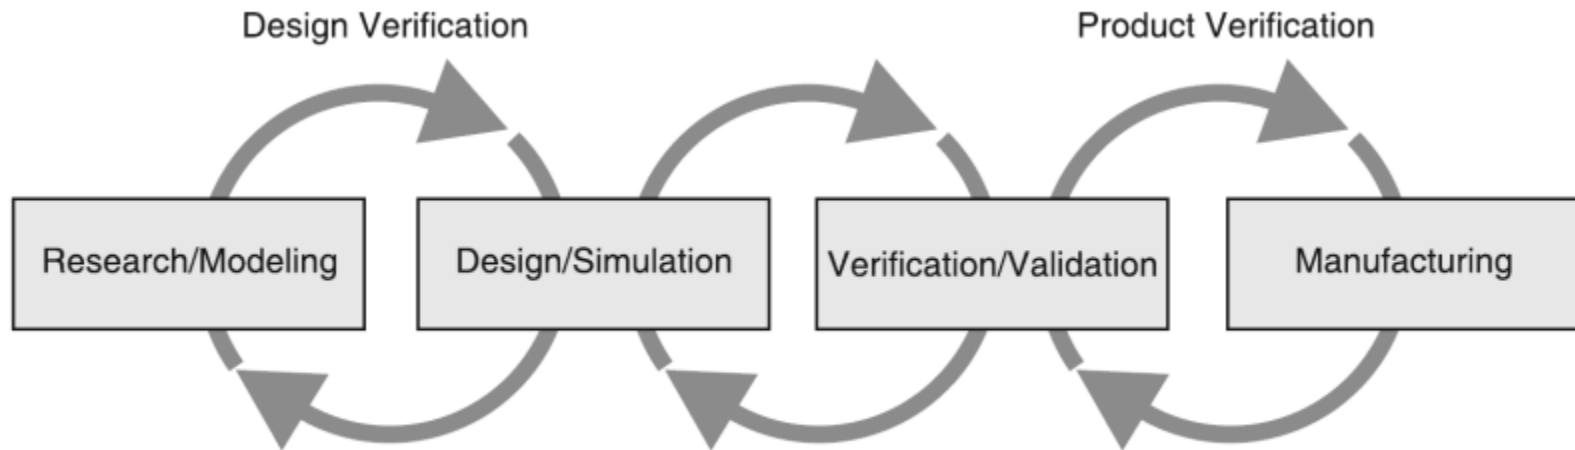 Design Verification
Product Verification
Research/Modeling
Design/Simulation
Verification/Validation
Manufacturing